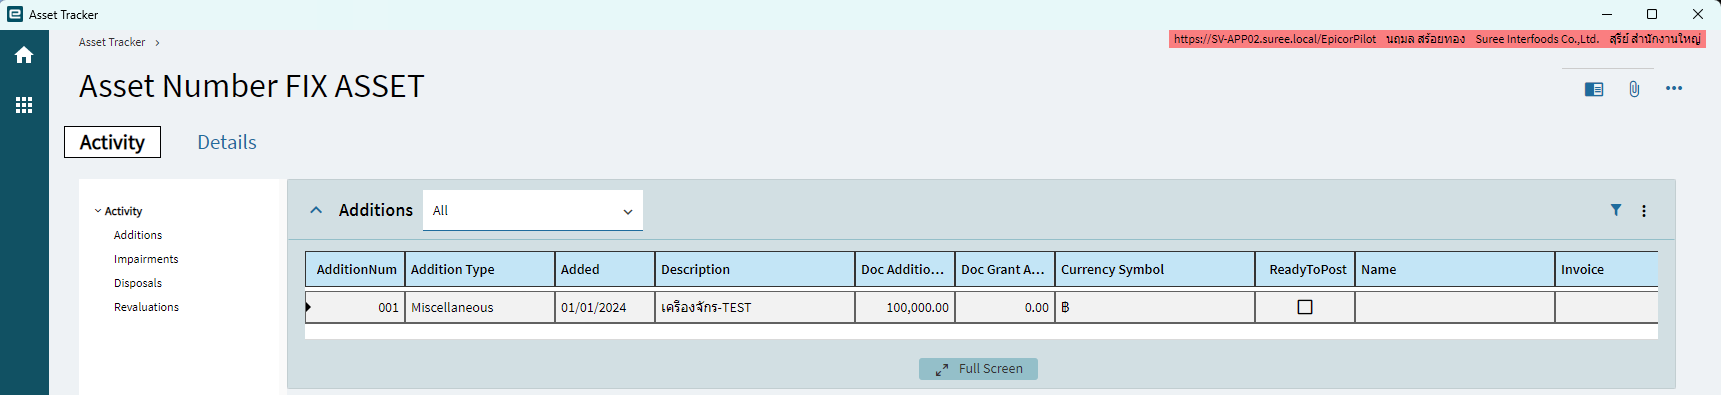 Asset Tracker
Asset Tracker
https://SV-APP02.suree.local/EpicorPilot นฤมล สร้อยทอง Suree Interfoods Co.,Ltd. สุรีย์ สำนักงานใหญ่
Asset Number FIX ASSET
Activity Details
Activity
Additions
Impairments
Disposals
Revaluations
Additions All
AdditionNum Addition Type Added Description Doc Additio... Doc Grant A... Currency Symbol ReadyToPost Name Invoice
001 Miscellaneous 01/01/2024 เครื่องจักร-TEST 100,000.00 0.00 ฿
Full Screen